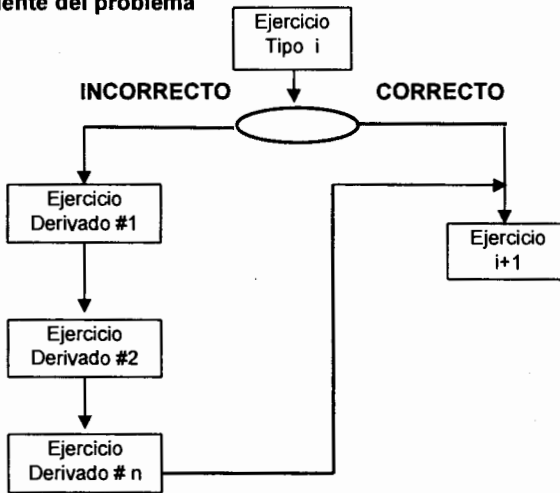 ente del problema
Ejercicio
Tipo i
INCORRECTO
CORRECTO
Ejercicio
Derivado #1
Ejercicio
i+1
Ejercicio
Derivado #2
Ejercicio
Derivado # n